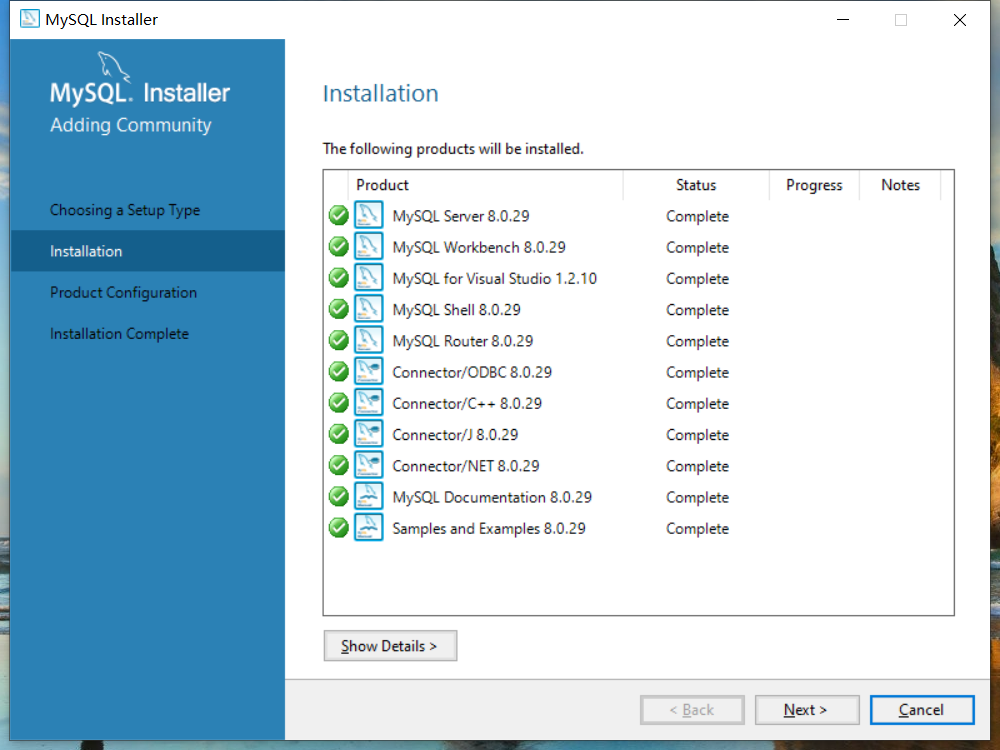 MySQL Installer
MySQL. Installer
Adding Community
Choosing a Setup Type
Installation
Product Configuration
Installation Complete
Installation
The following products will be installed.
Product Status Progress Notes
MySQL Server 8.0.29 Complete
MySQL Workbench 8.0.29 Complete
MySQL for Visual Studio 1.2.10 Complete
MySQL Shell 8.0.29 Complete
MySQL Router 8.0.29 Complete
Connector/ODBC 8.0.29 Complete
Connector/C++ 8.0.29 Complete
Connector/J 8.0.29 Complete
Connector/NET 8.0.29 Complete
MySQL Documentation 8.0.29 Complete
Samples and Examples 8.0.29 Complete
Show Details >
< Back Next > Cancel